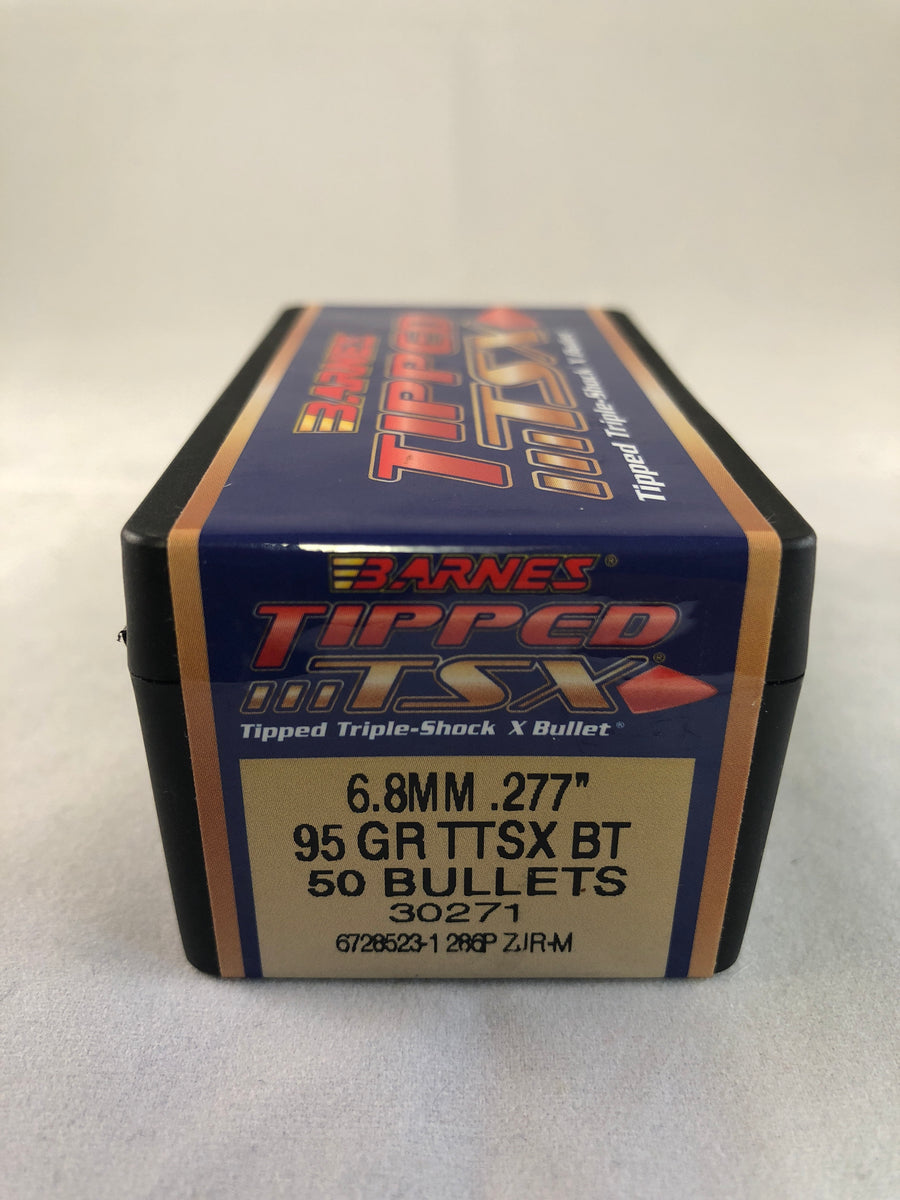 BARNES
TIPPED
TSX
Tipped Triple-Shock X Bullet
BARNES®
TIPPED
TSX®
Tipped Triple-Shock X Bullet®
6.8MM .277"
95 GR TTSX BT
50 BULLETS
30271
6728523-1 286P ZJR-M